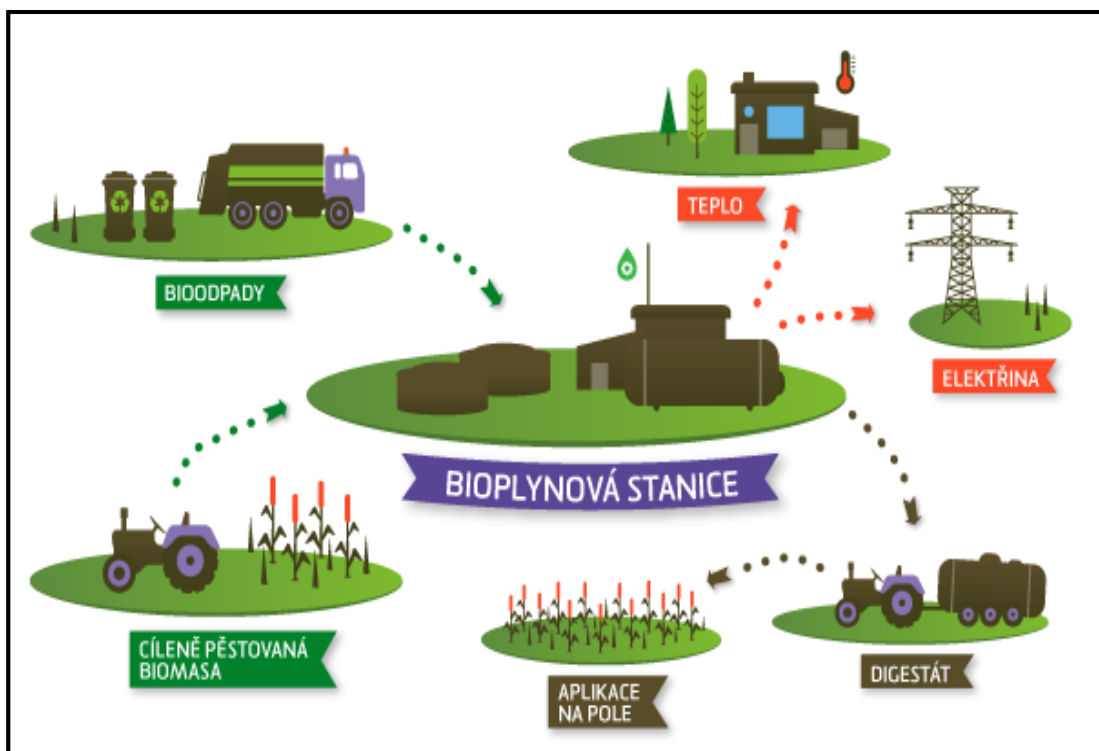 TEPLO
BIOODPADY
ELEKTŘINA
BIOPLYNOVÁ STANICE
CÍLENĚ PĚSTOVANÁ
BIOMASA
DIGESTÁT
APLIKACE
NA POLE